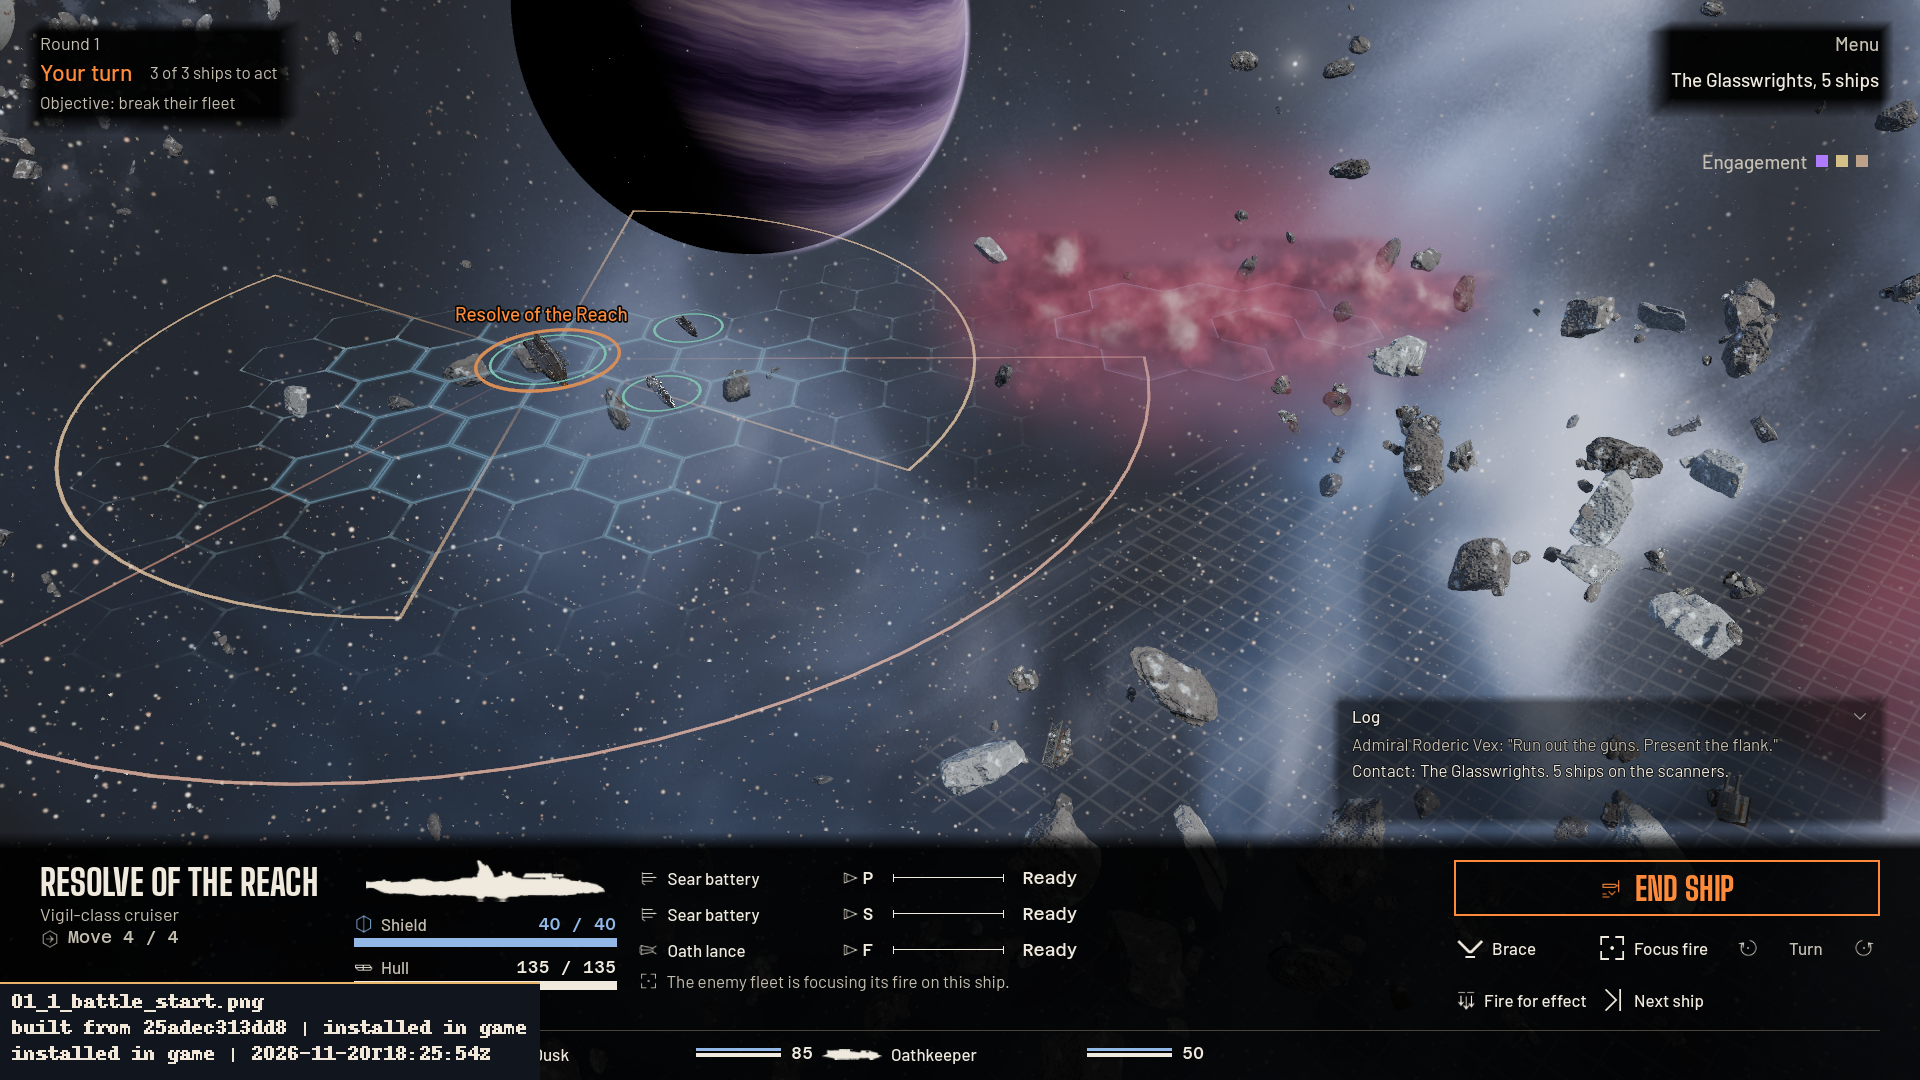 Round 1
Your turn 3 of 3 ships to act
Objective: break their fleet
Menu
The Glasswrights, 5 ships
Engagement
Resolve of the Reach
Log
Admiral Roderic Vex: "Run out the guns. Present the flank."
Contact: The Glasswrights. 5 ships on the scanners.
RESOLVE OF THE REACH
Vigil-class cruiser
Move 4 / 4
Shield 40 / 40
Hull 135 / 135
Sear battery P Ready
Sear battery S Ready
Oath lance F Ready
The enemy fleet is focusing its fire on this ship.
END SHIP
Brace Focus fire Turn
Fire for effect Next ship
01_1_battle_start.png
built from 25adec313dd8 | installed in game
installed in game | 2026-11-20T18:25:54Z
Dusk 85 Oathkeeper 50